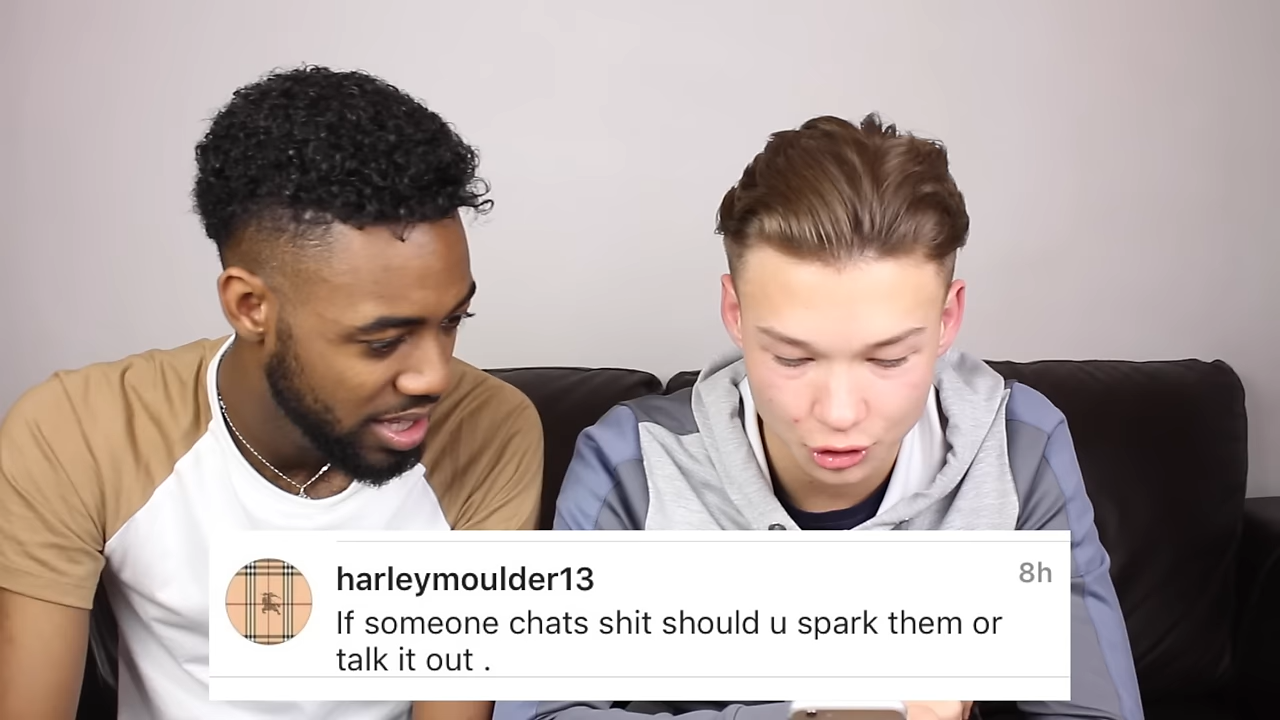 harleymoulder13
8h
If someone chats shit should u spark them or
talk it out .